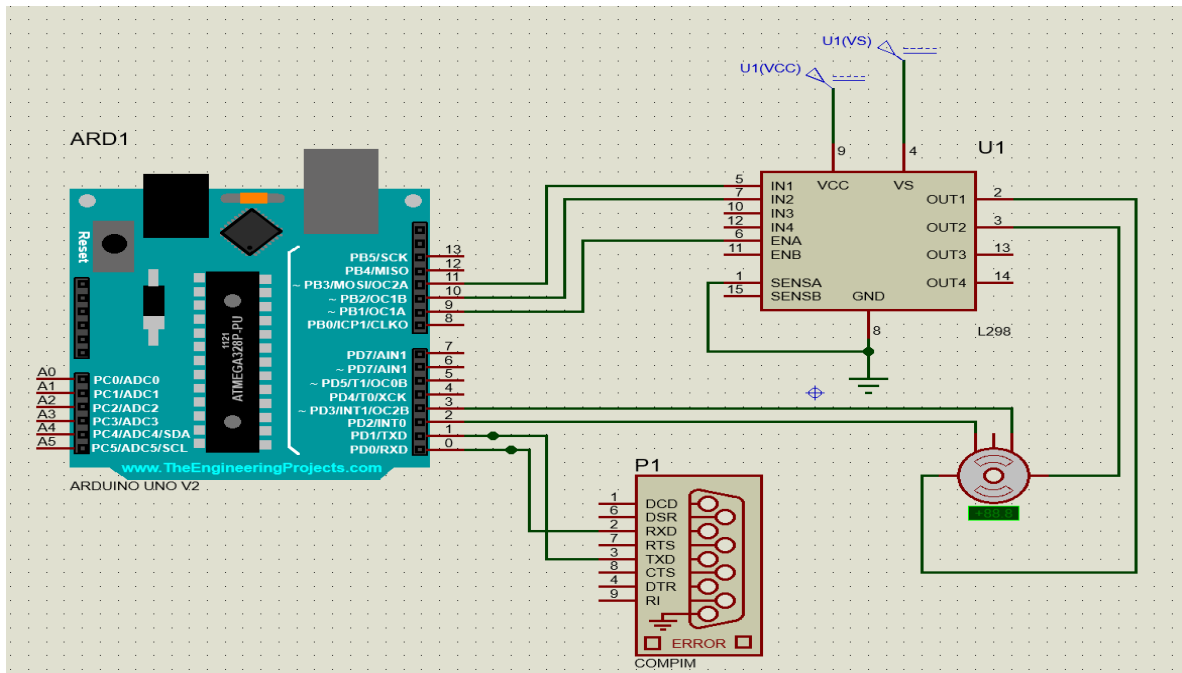 U1(VS)
U1(VCC)
ARD1
U1
9
4
5
7
10
12
6
11
1
15
IN1
IN2
IN3
IN4
ENA
ENB
SENSA
SENSB
VCC
VS
GND
OUT1
OUT2
OUT3
OUT4
2
3
13
14
8
L298
Reset
1121
ATMEGA328P-PU
PB5/SCK
PB4/MISO
~ PB3/MOSI/OC2A
~ PB2/OC1B
~ PB1/OC1A
PB0/ICP1/CLKO
13
12
11
10
9
8
PD7/AIN1
~ PD7/AIN1
~ PD5/T1/OC0B
PD4/T0/XCK
~ PD3/INT1/OC2B
PD2/INT0
PD1/TXD
PD0/RXD
7
6
5
4
3
2
1
0
A0
A1
A2
A3
A4
A5
PC0/ADC0
PC1/ADC1
PC2/ADC2
PC3/ADC3
PC4/ADC4/SDA
PC5/ADC5/SCL
www.TheEngineeringProjects.com
ARDUINO UNO V2
P1
1
6
2
7
3
8
4
9
DCD
DSR
RXD
RTS
TXD
CTS
DTR
RI
ERROR
COMPIM
+88.8